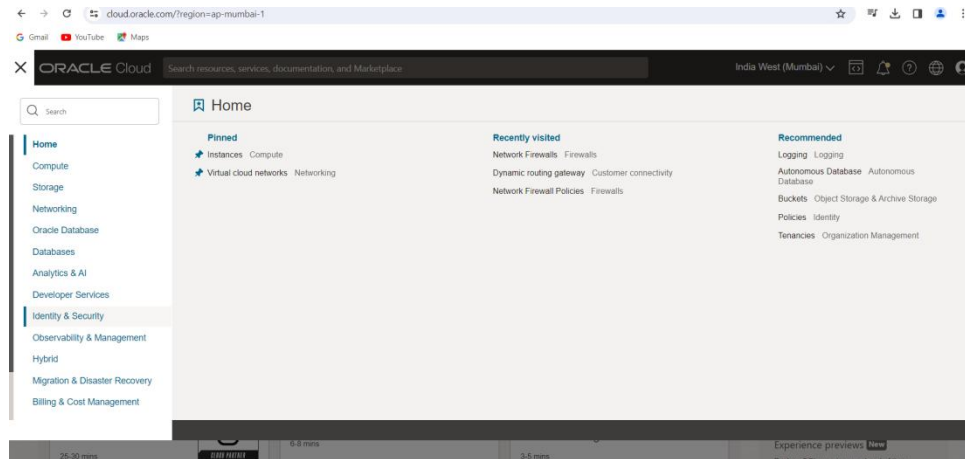 cloud.oracle.com/?region=ap-mumbai-1
Gmail YouTube Maps
ORACLE Cloud Search resources, services, documentation, and Marketplace India West (Mumbai)
Search
Home
Home
Compute
Storage
Networking
Oracle Database
Databases
Analytics & AI
Developer Services
Identity & Security
Observability & Management
Hybrid
Migration & Disaster Recovery
Billing & Cost Management
Pinned
Instances Compute
Virtual cloud networks Networking
Recently visited
Network Firewalls Firewalls
Dynamic routing gateway Customer connectivity
Network Firewall Policies Firewalls
Recommended
Logging Logging
Autonomous Database Autonomous
Database
Buckets Object Storage & Archive Storage
Policies Identity
Tenancies Organization Management
25-30 mins
CLOUD PARTNER
6-8 mins
3-5 mins
Experience previews New